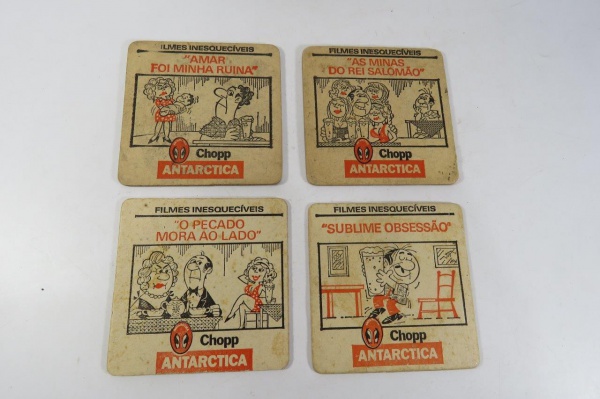 FILMES INESQUECÍVEIS
"AMAR
FOI MINHA RUINA"
Chopp
ANTARCTICA
FILMES INESQUECÍVEIS
"AS MINAS
DO REI SALOMÃO"
Chopp
ANTARCTICA
FILMES INESQUECÍVEIS
"O PECADO
MORA AO LADO"
Chopp
ANTARCTICA
FILMES INESQUECÍVEIS
"SUBLIME OBSESSÃO"
Chopp
ANTARCTICA